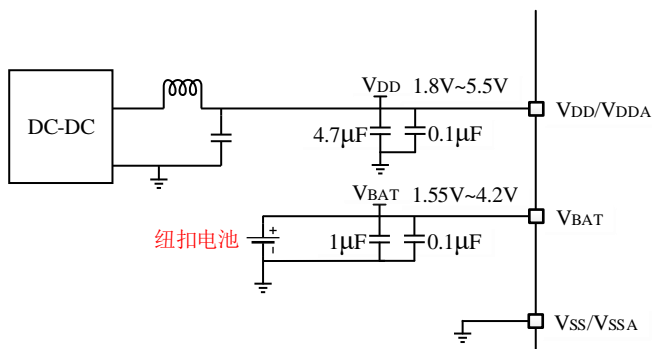 VDD 1.8V~5.5V
DC-DC
VDD/VDDA
4.7μF 0.1μF
VBAT 1.55V~4.2V
VBAT
纽扣电池
+
-
1μF 0.1μF
VSS/VSSA